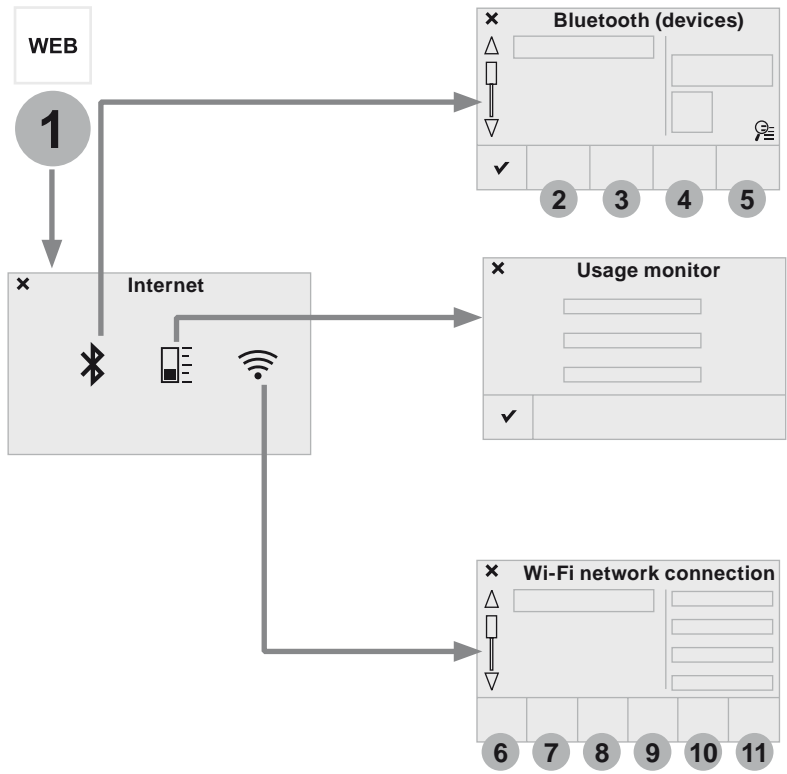 WEB
1
Internet
Bluetooth (devices)
2 3 4 5
Usage monitor
Wi-Fi network connection
6 7 8 9 10 11